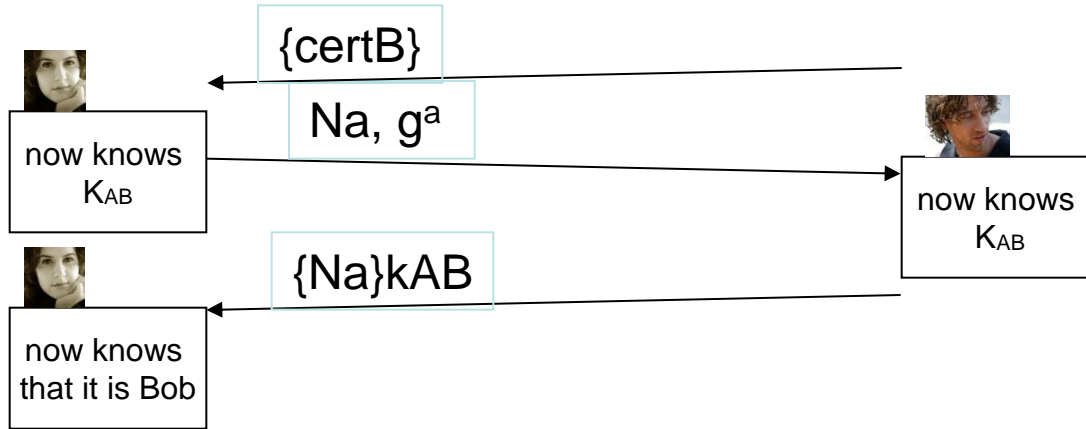 {certB}
Na, gᵃ
now knows
KAB
now knows
KAB
{Na}kAB
now knows
that it is Bob